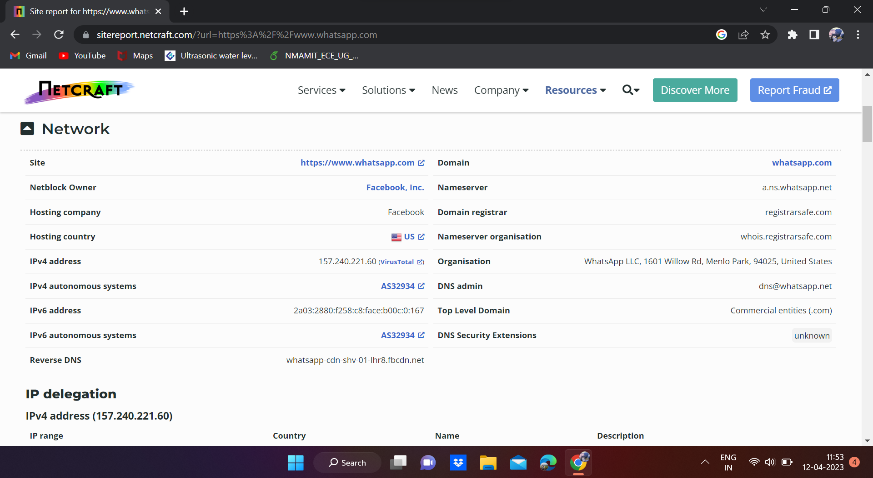 Site report for https://www.what
sitereport.netcraft.com/?url=https%3A%2F%2Fwww.whatsapp.com
Gmail YouTube Maps Ultrasonic water lev... NMAMIT_ECE_UG_...
NETCRAFT Services Solutions News Company Resources Discover More Report Fraud
Network
Site https://www.whatsapp.com Domain whatsapp.com
Netblock Owner Facebook, Inc. Nameserver a.ns.whatsapp.net
Hosting company Facebook Domain registrar registrarsafe.com
Hosting country US Nameserver organisation whois.registrarsafe.com
IPv4 address 157.240.221.60 (VirusTotal) Organisation WhatsApp LLC, 1601 Willow Rd, Menlo Park, 94025, United States
IPv4 autonomous systems AS32934 DNS admin dns@whatsapp.net
IPv6 address 2a03:2880:f258:c8:face:b00c:0:167 Top Level Domain Commercial entities (.com)
IPv6 autonomous systems AS32934 DNS Security Extensions unknown
Reverse DNS whatsapp-cdn-shv-01-lhr8.fbcdn.net
IP delegation
IPv4 address (157.240.221.60)
IP range Country Name Description
Search ENG 11:53
IN 12-04-2023 4